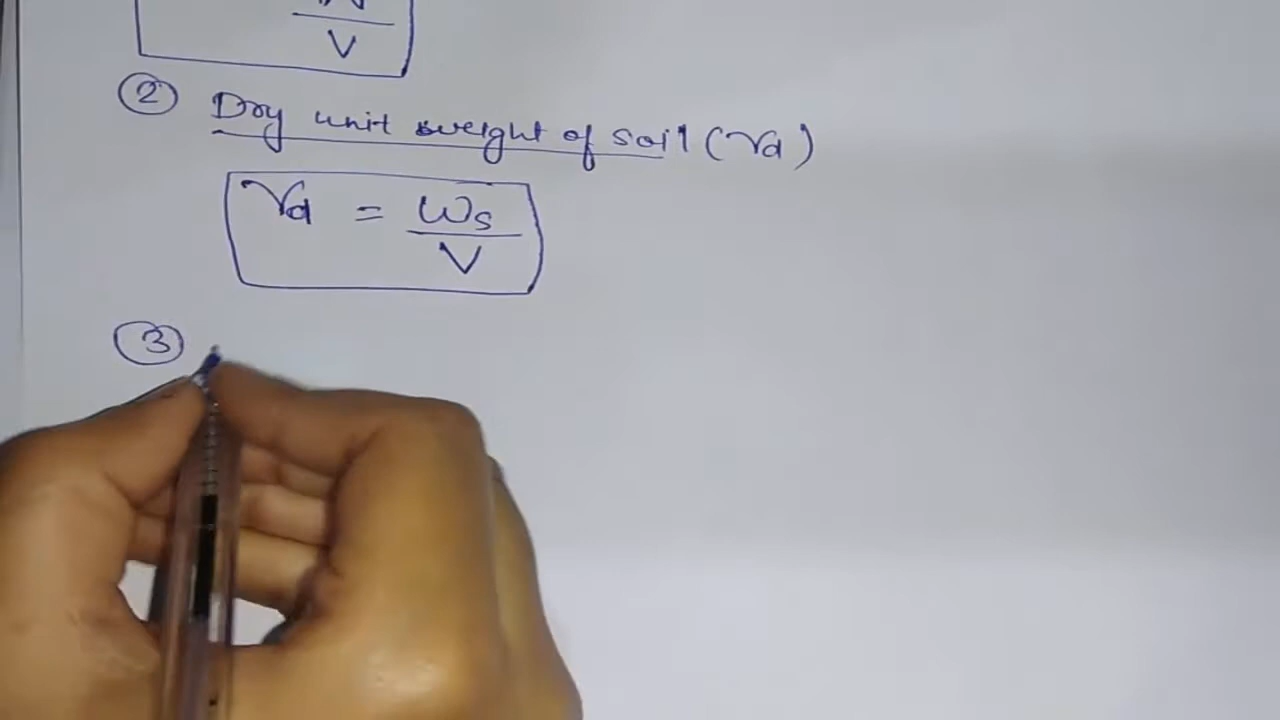 V
② Dry unit weight of soil (γd)
γd = Ws
V
③